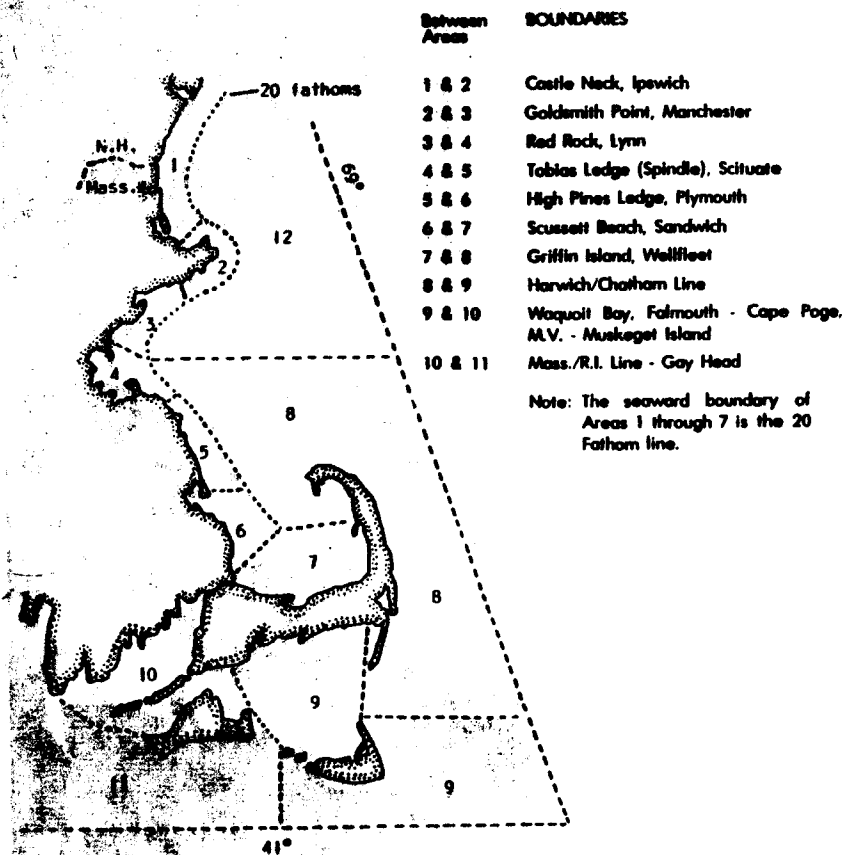 Between
Areas
BOUNDARIES
1 & 2 Castle Neck, Ipswich
2 & 3 Goldsmith Point, Manchester
3 & 4 Red Rock, Lynn
4 & 5 Tobias Ledge (Spindle), Scituate
5 & 6 High Pines Ledge, Plymouth
6 & 7 Scussett Beach, Sandwich
7 & 8 Griffin Island, Wellfleet
8 & 9 Harwich/Chatham Line
9 & 10 Waquoit Bay, Falmouth - Cape Poge,
M.V. - Muskeget Island
10 & 11 Mass./R.I. Line - Gay Head
Note: The seaward boundary of
Areas 1 through 7 is the 20
Fathom line.
20 fathoms
N.H.
Mass.
69°
1
12
2
3
4
8
5
6
7
8
10
9
11
9
41°